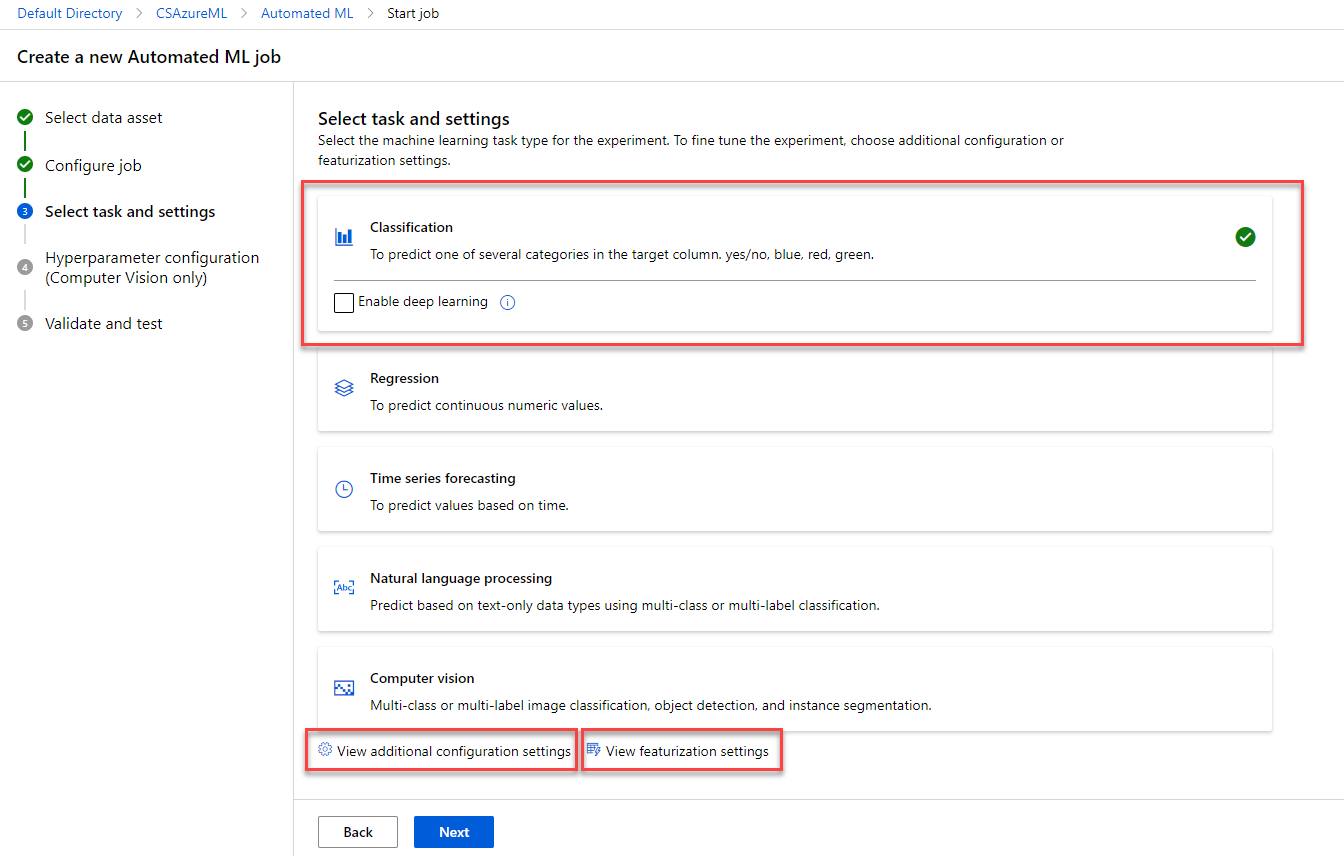 Default Directory > CSAzureML > Automated ML > Start job
Create a new Automated ML job
Select data asset
Configure job
3 Select task and settings
4 Hyperparameter configuration
(Computer Vision only)
5 Validate and test
Select task and settings
Select the machine learning task type for the experiment. To fine tune the experiment, choose additional configuration or
featurization settings.
Classification
To predict one of several categories in the target column. yes/no, blue, red, green.
Enable deep learning i
Regression
To predict continuous numeric values.
Time series forecasting
To predict values based on time.
Natural language processing
Abc
Predict based on text-only data types using multi-class or multi-label classification.
Computer vision
Multi-class or multi-label image classification, object detection, and instance segmentation.
View additional configuration settings View featurization settings
Back Next